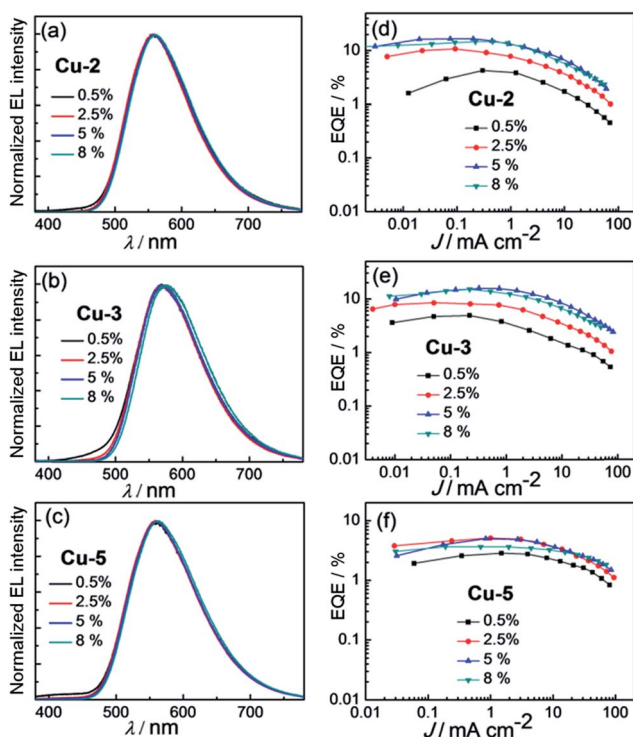 (a)
Cu-2
0.5%
2.5%
5 %
8 %
Normalized EL intensity
400 500 600 700
λ / nm
(d)
Cu-2
0.5%
2.5%
5 %
8 %
EQE / %
10
1
0.1
0.01
0.01 0.1 1 10 100
J / mA cm-2
(b)
Cu-3
0.5%
2.5%
5 %
8 %
Normalized EL intensity
400 500 600 700
λ / nm
(e)
Cu-3
0.5%
2.5%
5 %
8 %
EQE / %
10
1
0.1
0.01
0.01 0.1 1 10 100
J / mA cm-2
(c)
Cu-5
0.5%
2.5%
5 %
8 %
Normalized EL intensity
400 500 600 700
λ / nm
(f)
Cu-5
0.5%
2.5%
5 %
8 %
EQE / %
100
10
1
0.1
0.01
0.01 0.1 1 10 100
J / mA cm-2